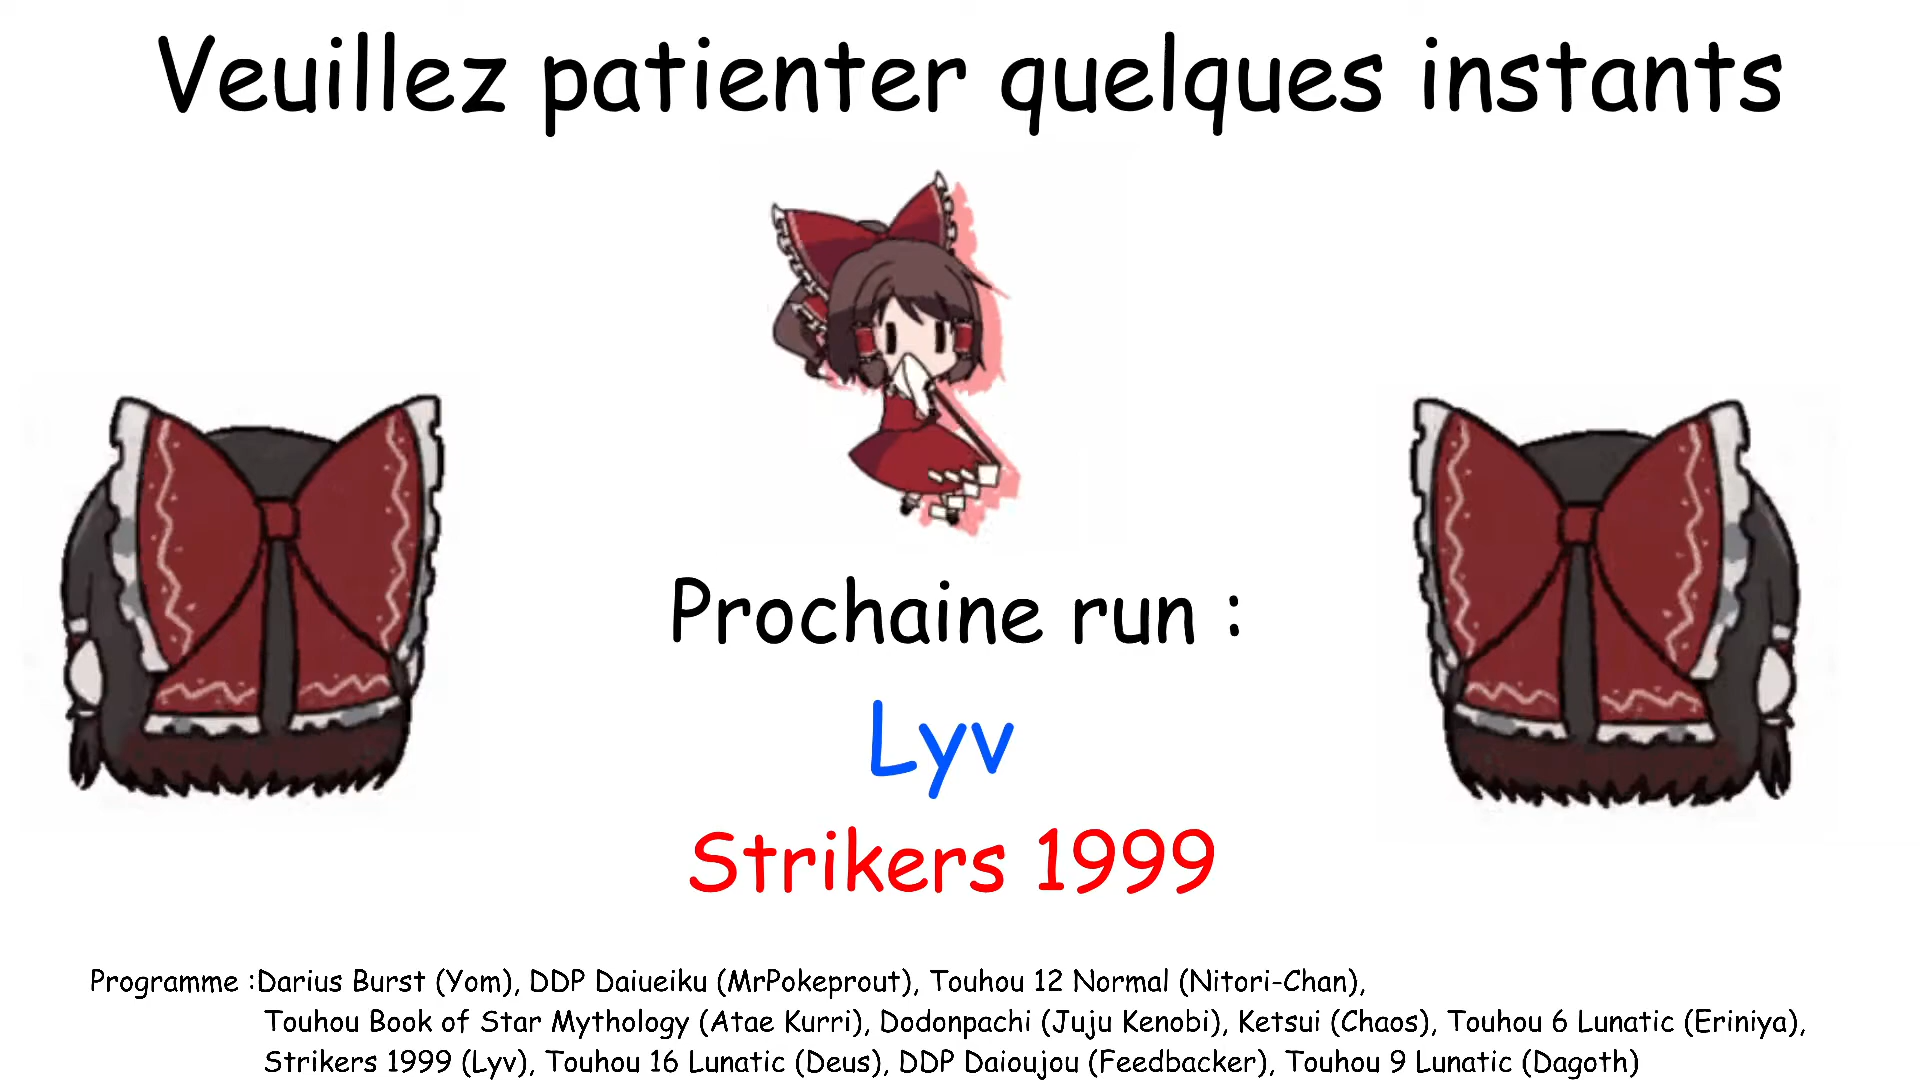 Veuillez patienter quelques instants
Prochaine run :
Lyv
Strikers 1999
Programme :Darius Burst (Yom), DDP Daiueiku (MrPokeprout), Touhou 12 Normal (Nitori-Chan),
Touhou Book of Star Mythology (Atae Kurri), Dodonpachi (Juju Kenobi), Ketsui (Chaos), Touhou 6 Lunatic (Eriniya),
Strikers 1999 (Lyv), Touhou 16 Lunatic (Deus), DDP Daioujou (Feedbacker), Touhou 9 Lunatic (Dagoth)